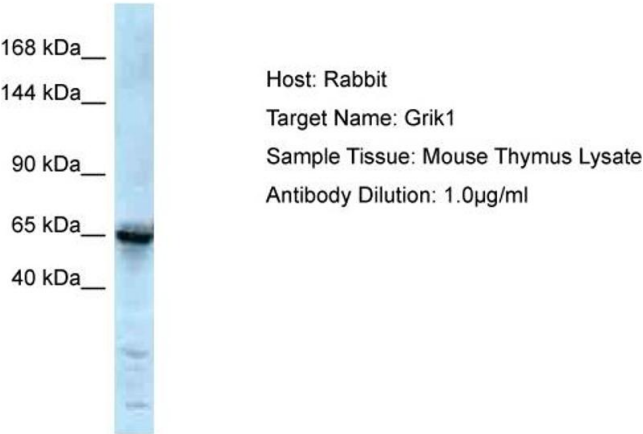 168 kDa
144 kDa
90 kDa
65 kDa
40 kDa
Host: Rabbit
Target Name: Grik1
Sample Tissue: Mouse Thymus Lysate
Antibody Dilution: 1.0µg/ml